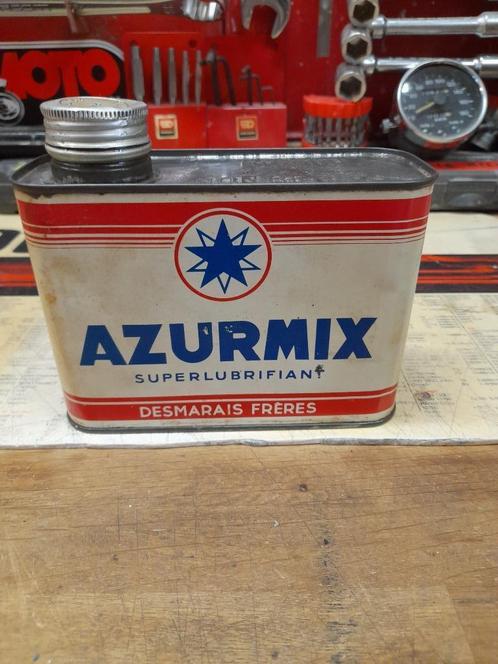 MOTO
AZURMIX
SUPERLUBRIFIANT
DESMARAIS FRÈRES